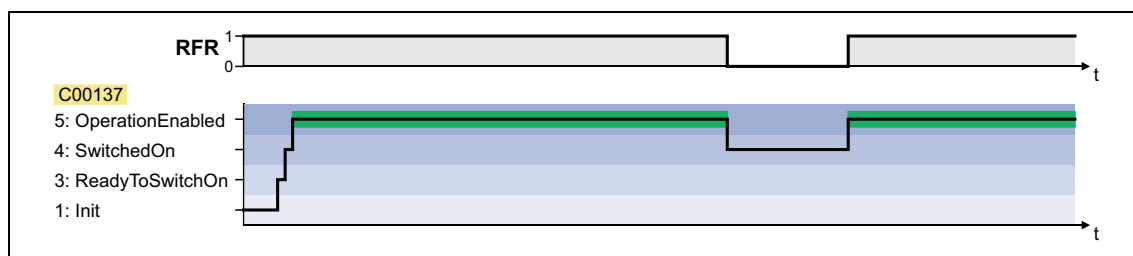 RFR
1
0
t
C00137
5: OperationEnabled
4: SwitchedOn
3: ReadyToSwitchOn
1: Init
t